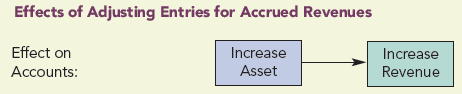 Effects of Adjusting Entries for Accrued Revenues
Effect on
Accounts:
Increase
Asset
Increase
Revenue